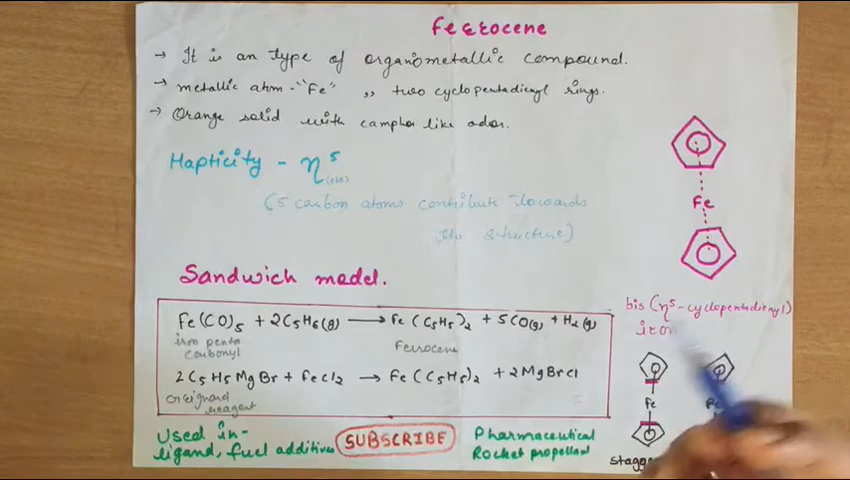 Ferrocene
→ It is an type of organometallic compound.
→ metallic atom - "Fe" ,, two cyclopentadienyl rings.
→ Orange solid with camphor like odor.
Hapticity - η⁵
(eta)
(5 carbon atoms contribute towards
the structure)
Fe
Sandwich model.
Fe(CO)₅ + 2C₅H₆(g) → Fe(C₅H₅)₂ + 5CO(g) + H₂(g)
iron penta
carbonyl
Ferrocene
2C₅H₅MgBr + FeCl₂ → Fe(C₅H₅)₂ + 2MgBrCl
Greignard
reagent
bis(η⁵-cyclopentadienyl)
iron
Fe
Used in-
ligand, fuel additives
SUBSCRIBE
Pharmaceutical
Rocket propellant